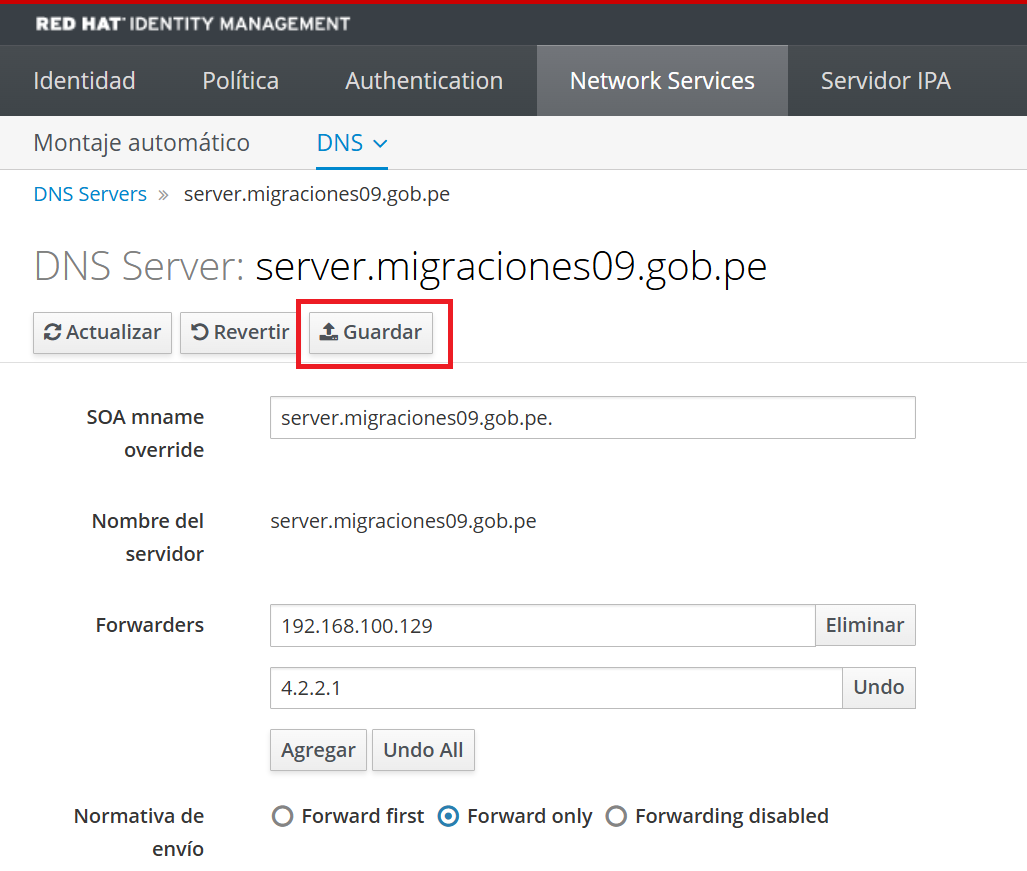 RED HAT® IDENTITY MANAGEMENT
Identidad Política Authentication Network Services Servidor IPA
Montaje automático DNS
DNS Servers » server.migraciones09.gob.pe
DNS Server: server.migraciones09.gob.pe
Actualizar Revertir Guardar
SOA mname override server.migraciones09.gob.pe.
Nombre del servidor server.migraciones09.gob.pe
Forwarders 192.168.100.129 Eliminar
4.2.2.1 Undo
Agregar Undo All
Normativa de envío Forward first Forward only Forwarding disabled